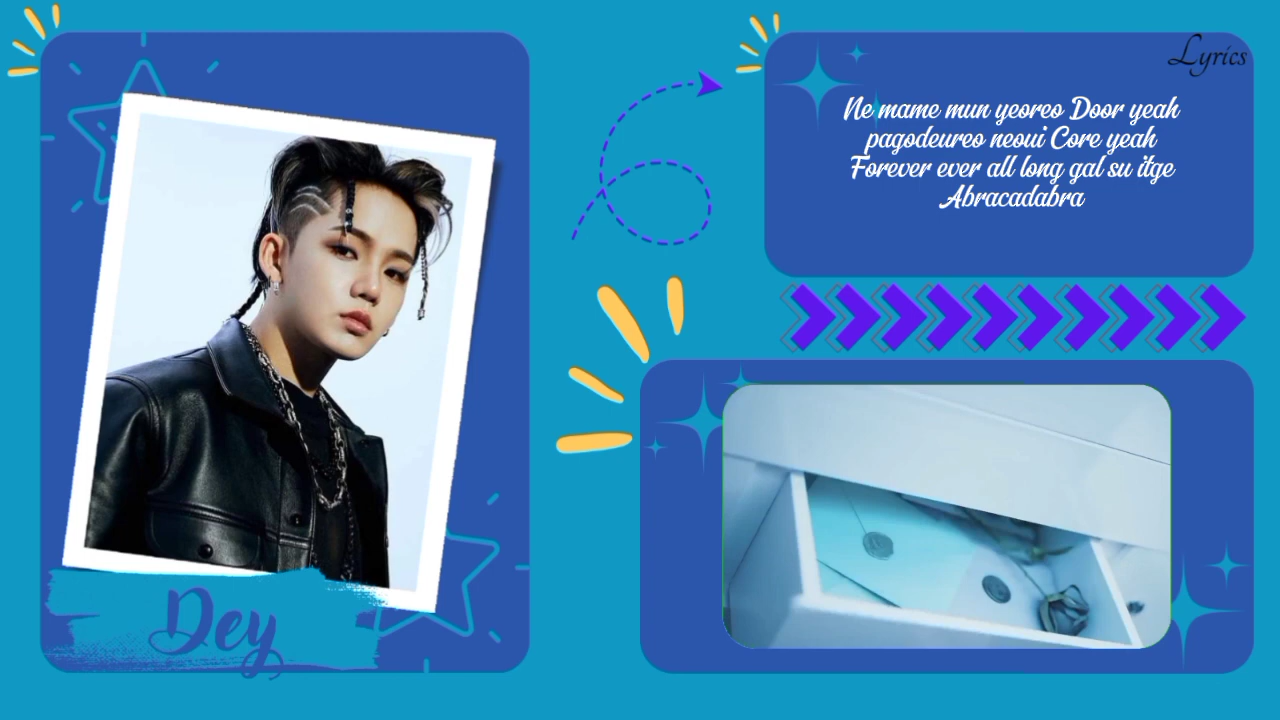 Lyrics
Ne mame mun yeoreo Door yeah
pagodeureo neoui Core yeah
Forever ever all long gal su itge
Abracadabra
Dey